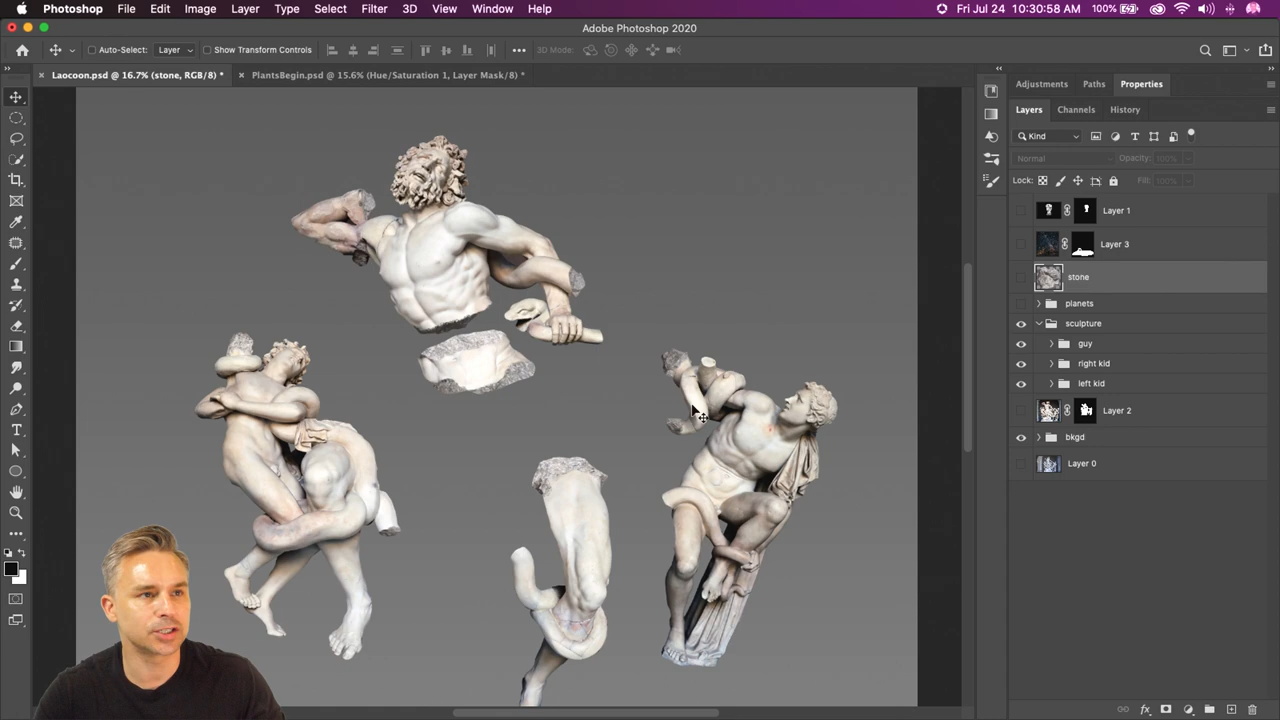 Photoshop File Edit Image Layer Type Select Filter 3D View Window Help 100% Fri Jul 24 10:30:58 AM
Adobe Photoshop 2020
Auto-Select: Layer Show Transform Controls 3D Mode:
Laocoon.psd @ 16.7% (stone, RGB/8) * PlantsBegin.psd @ 15.6% (Hue/Saturation 1, Layer Mask/8) *
Adjustments Paths Properties
Layers Channels History
Kind
Normal Opacity: 100%
Lock: Fill: 100%
Layer 1
Layer 3
stone
planets
sculpture
guy
right kid
left kid
Layer 2
bkgd
Layer 0